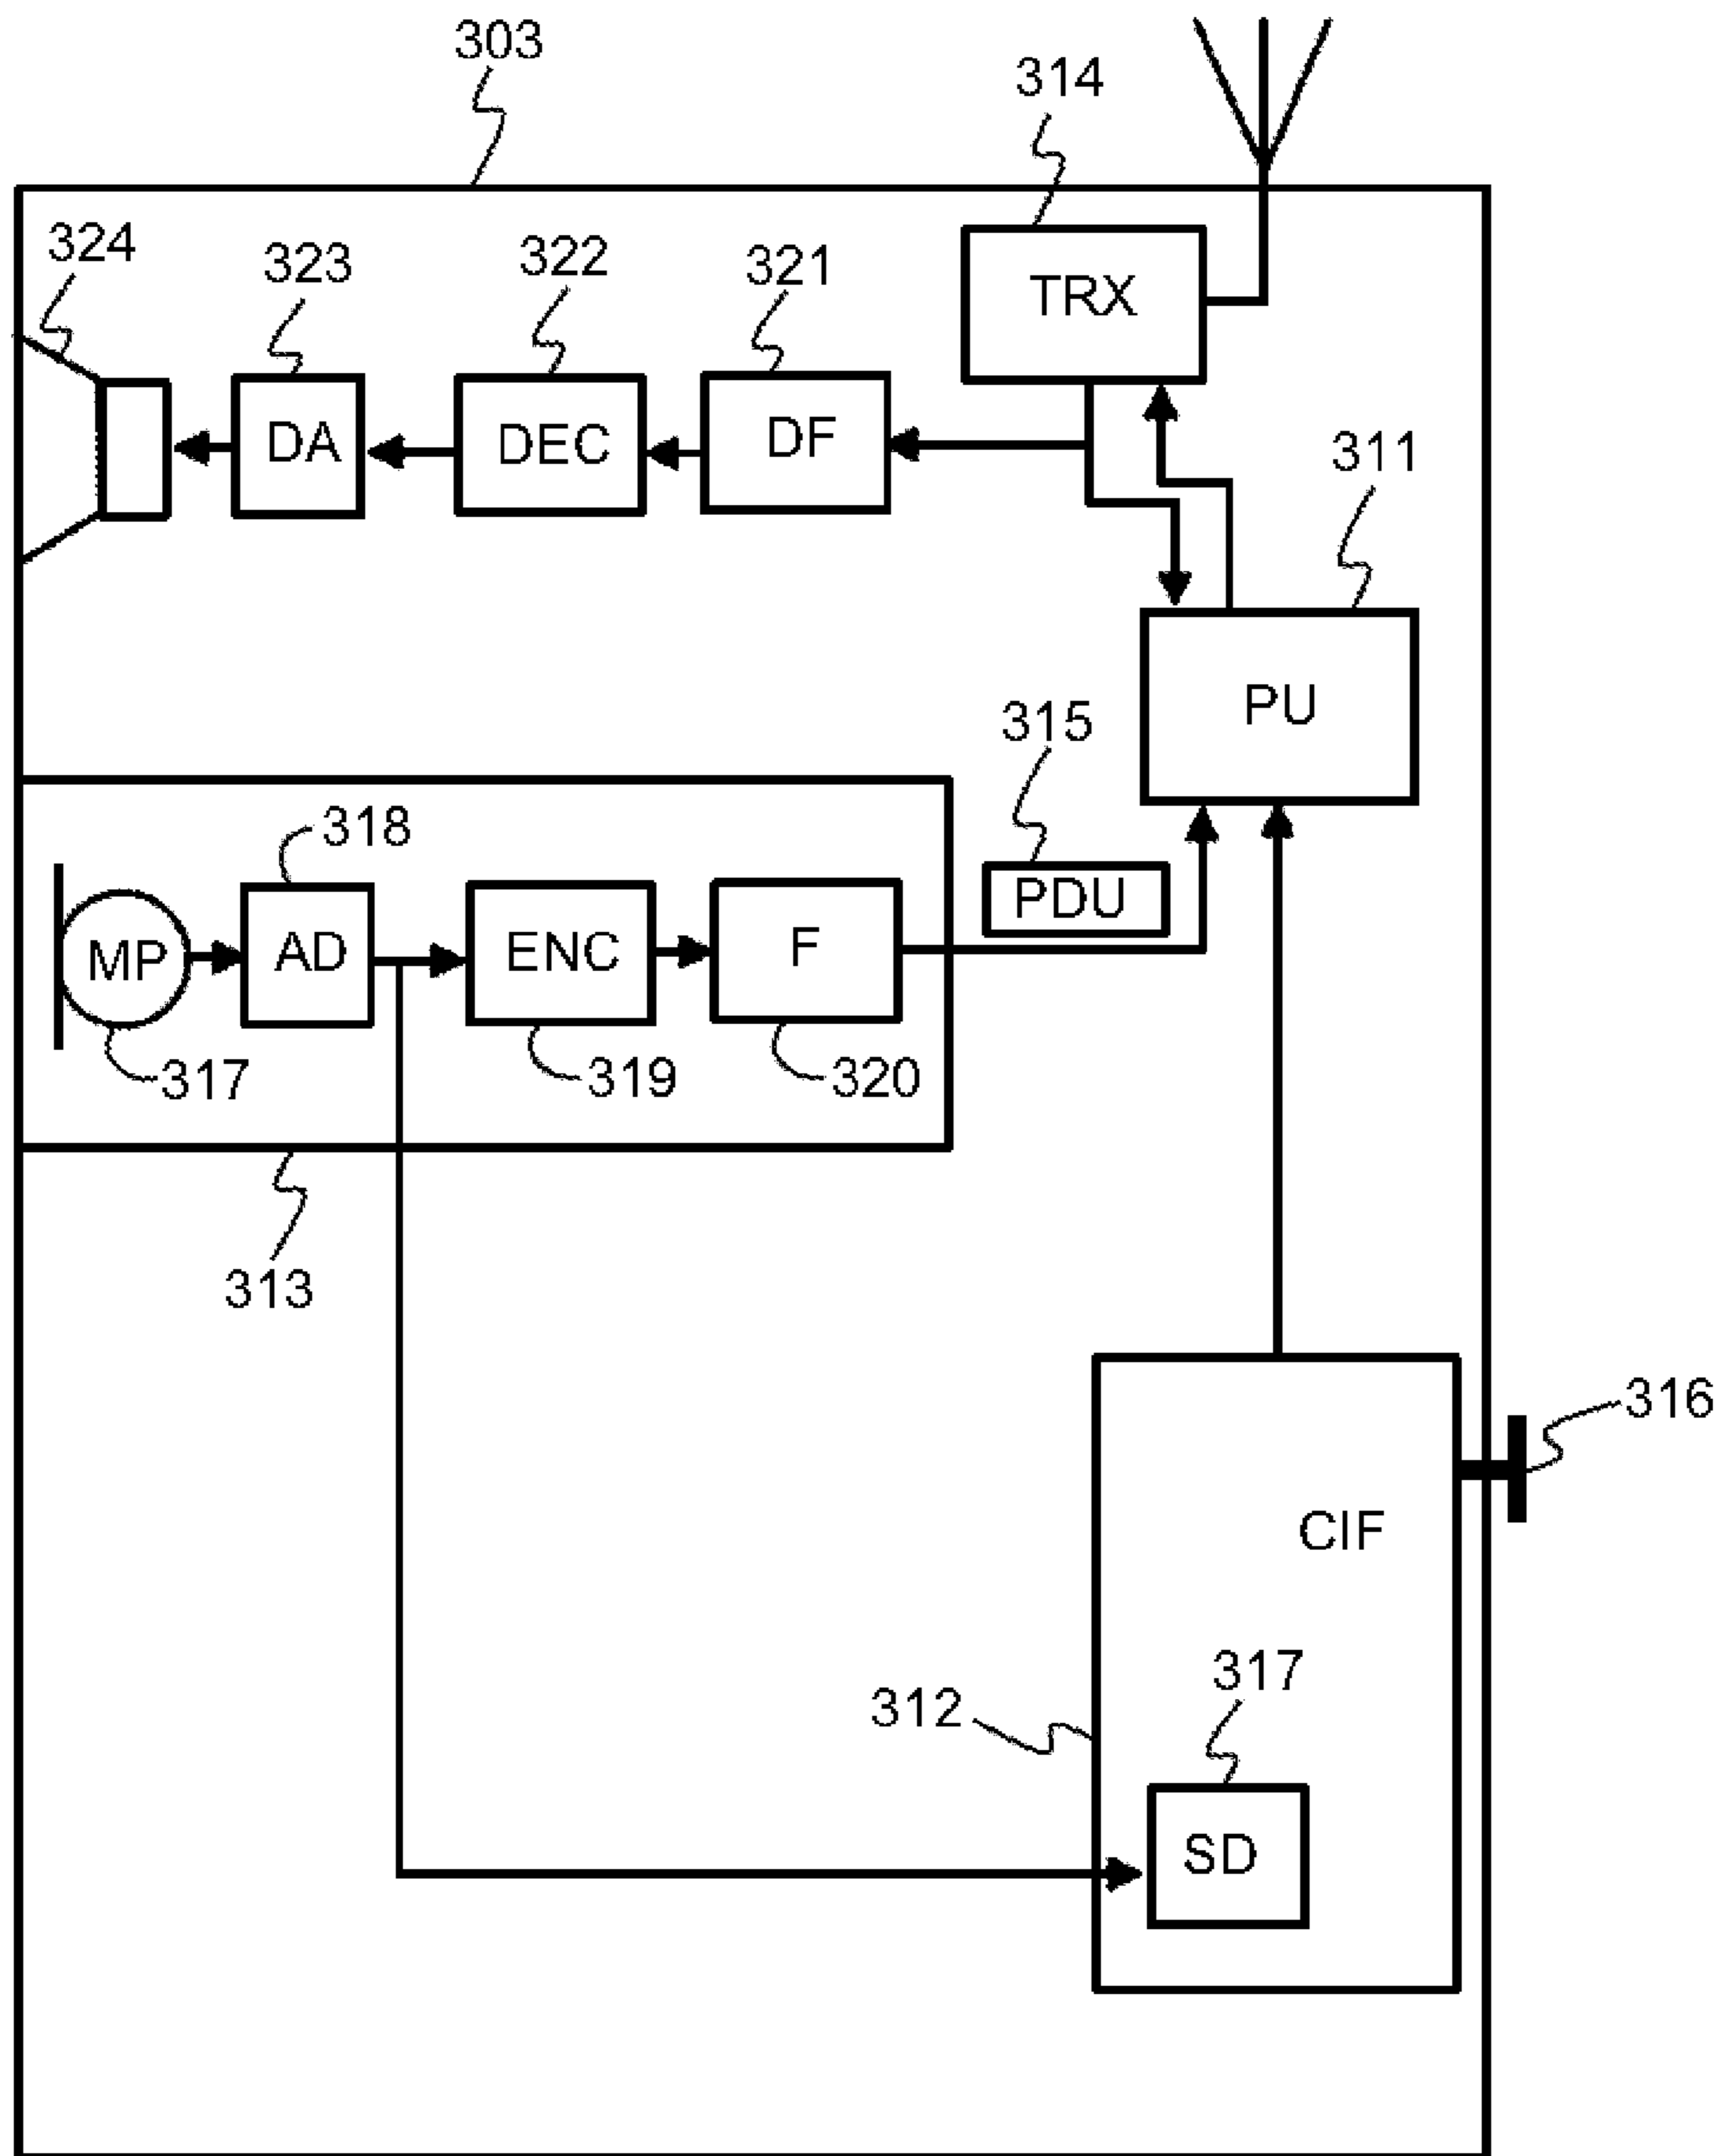 303
314
324
323
322
321
TRX
DA
DEC
DF
311
PU
315
318
PDU
MP
AD
ENC
F
317
319
320
313
316
CIF
317
312
SD